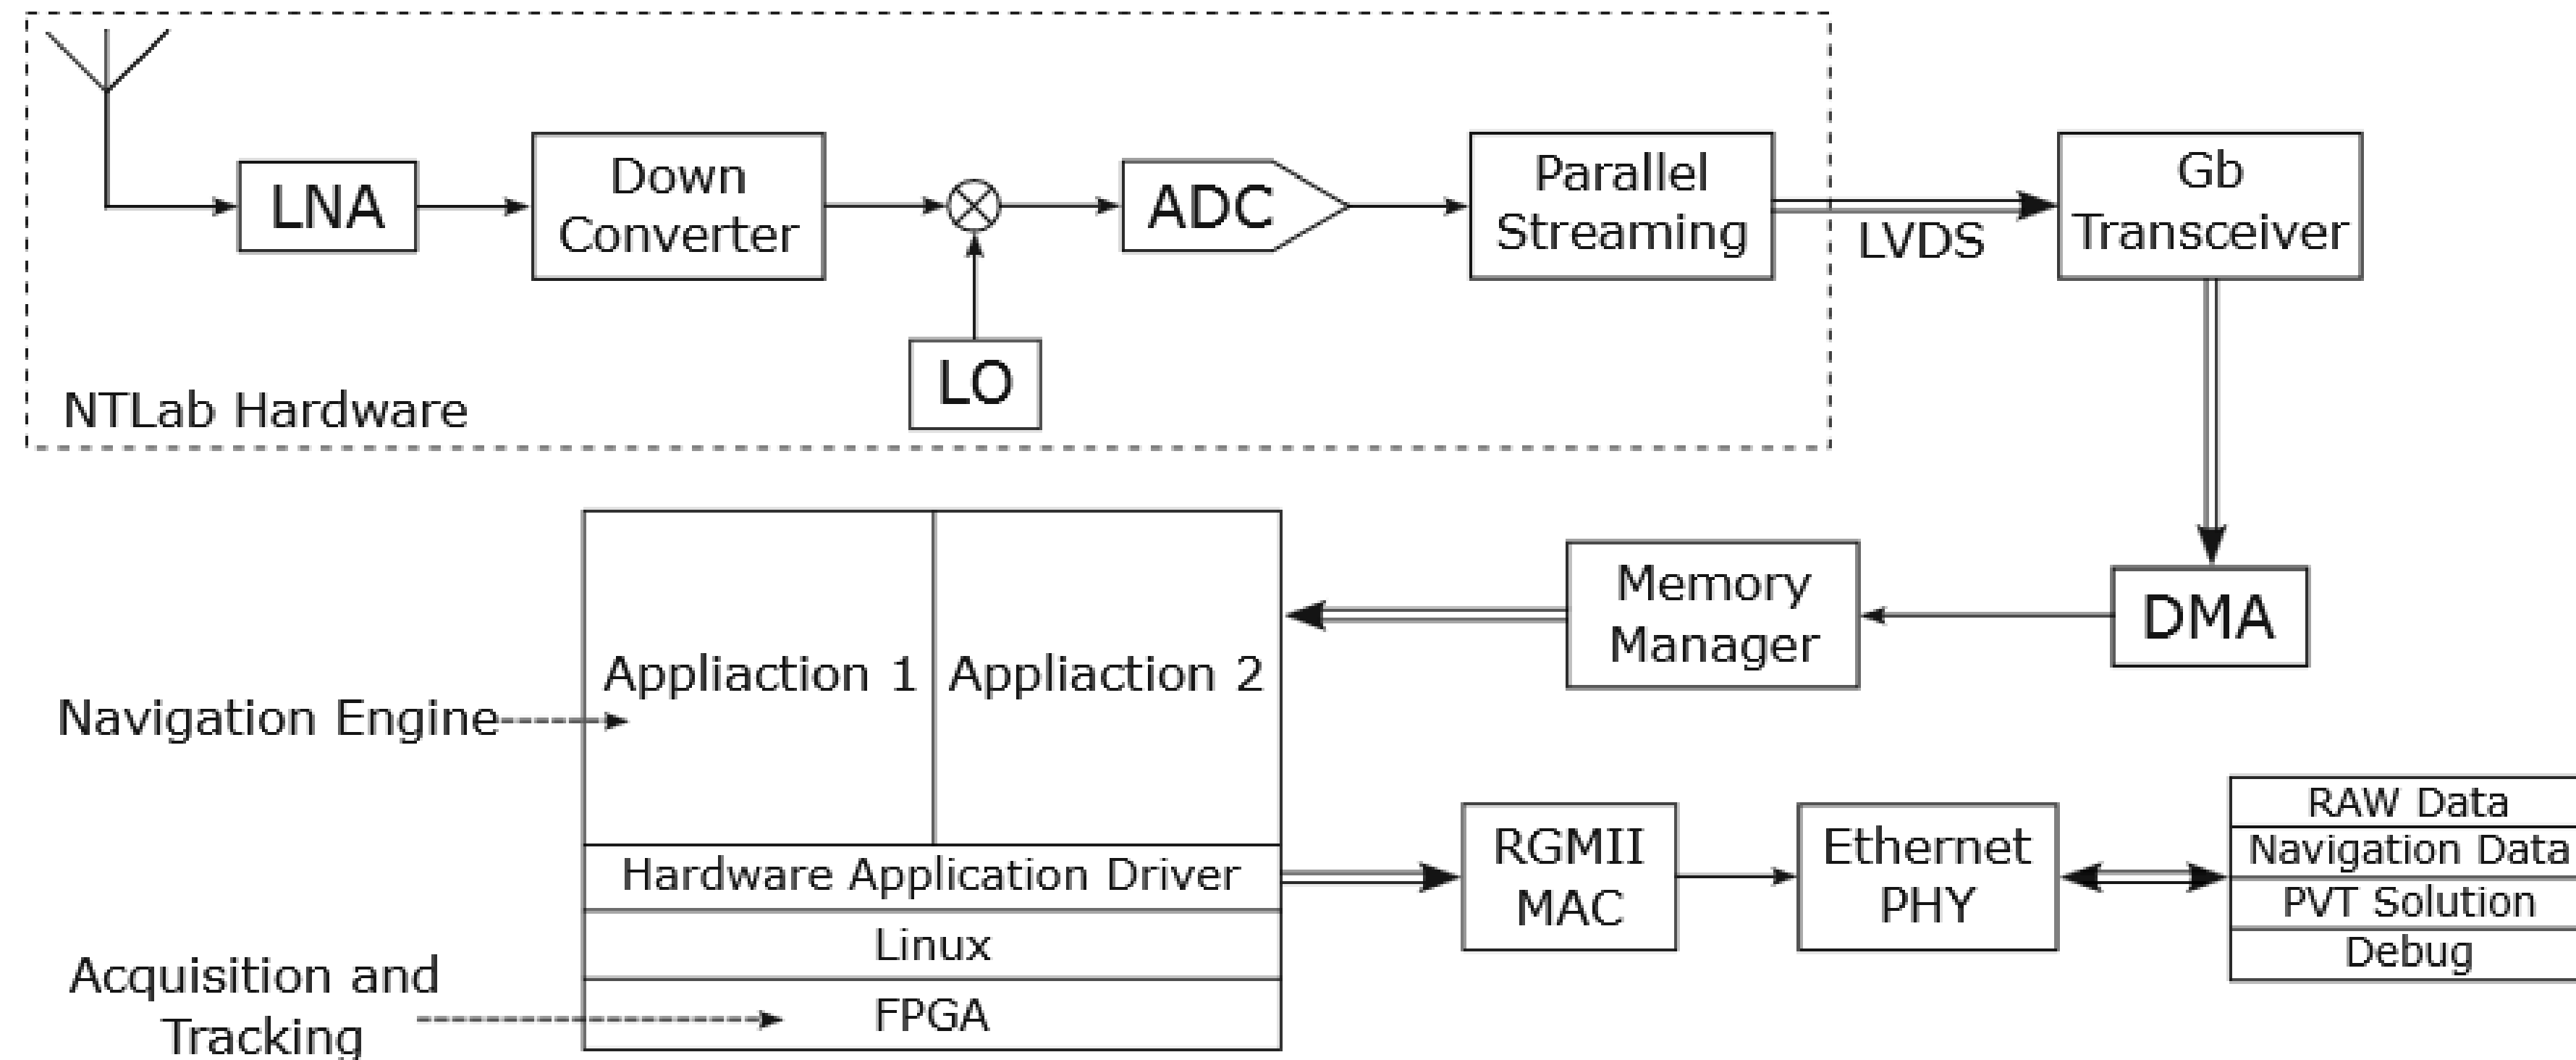 LNA
Down
Converter
ADC
Parallel
Streaming
LVDS
Gb
Transceiver
LO
NTLab Hardware
Appliaction 1
Appliaction 2
Memory
Manager
DMA
Navigation Engine
Hardware Application Driver
Linux
FPGA
Acquisition and
Tracking
RGMII
MAC
Ethernet
PHY
RAW Data
Navigation Data
PVT Solution
Debug